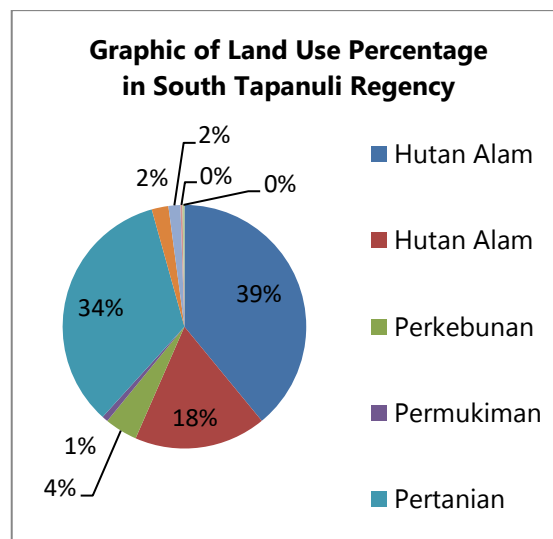 Graphic of Land Use Percentage
in South Tapanuli Regency
2%
2%
0%
0%
39%
34%
18%
1%
4%
Hutan Alam
Hutan Alam
Perkebunan
Permukiman
Pertanian